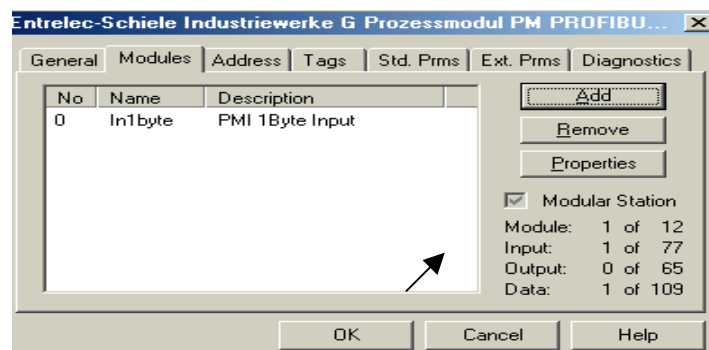 Entrelec-Schiele Industriewerke G Prozessmodul PM PROFIBU...
General Modules Address Tags Std. Prms Ext. Prms Diagnostics
No Name Description
0 In1byte PMI 1Byte Input
Add
Remove
Properties
Modular Station
Module: 1 of 12
Input: 1 of 77
Output: 0 of 65
Data: 1 of 109
OK Cancel Help